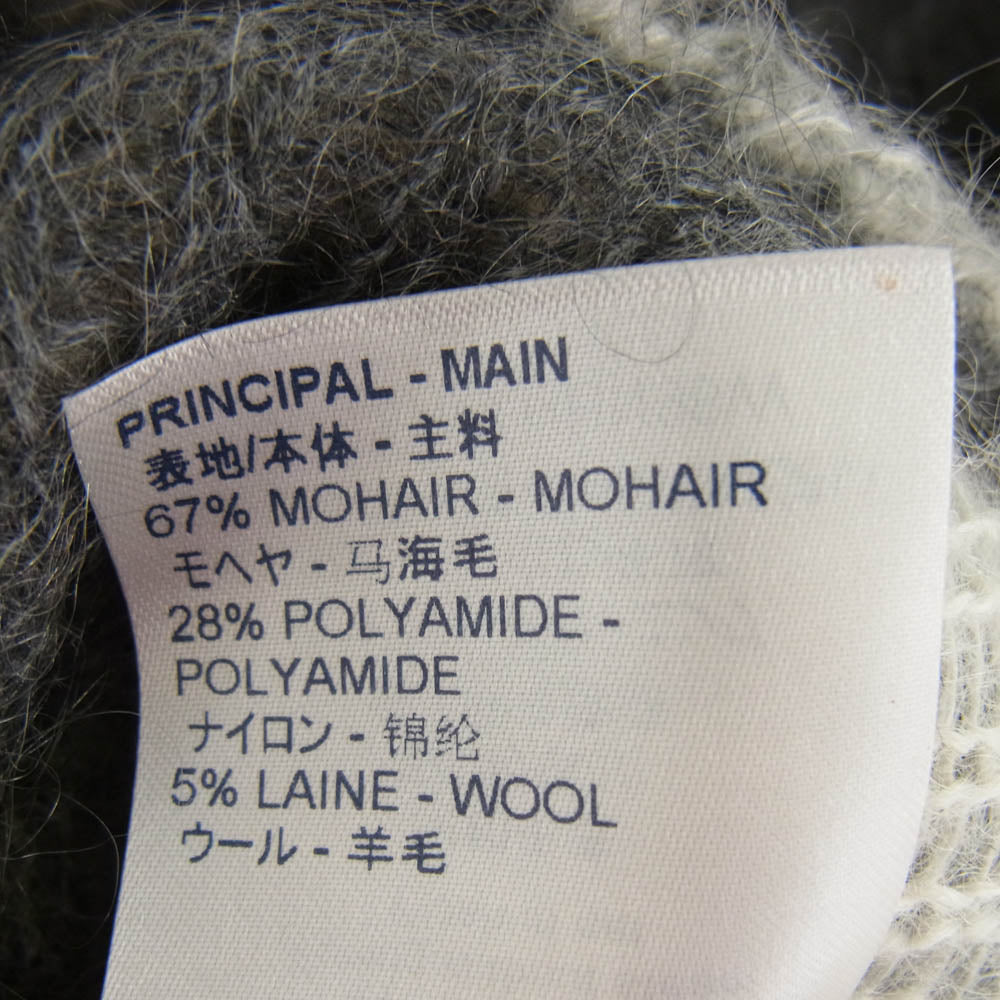 PRINCIPAL - MAIN
表地/本体 - 主料
67% MOHAIR - MOHAIR
モヘヤ - 马海毛
28% POLYAMIDE -
POLYAMIDE
ナイロン - 锦纶
5% LAINE - WOOL
ウール - 羊毛